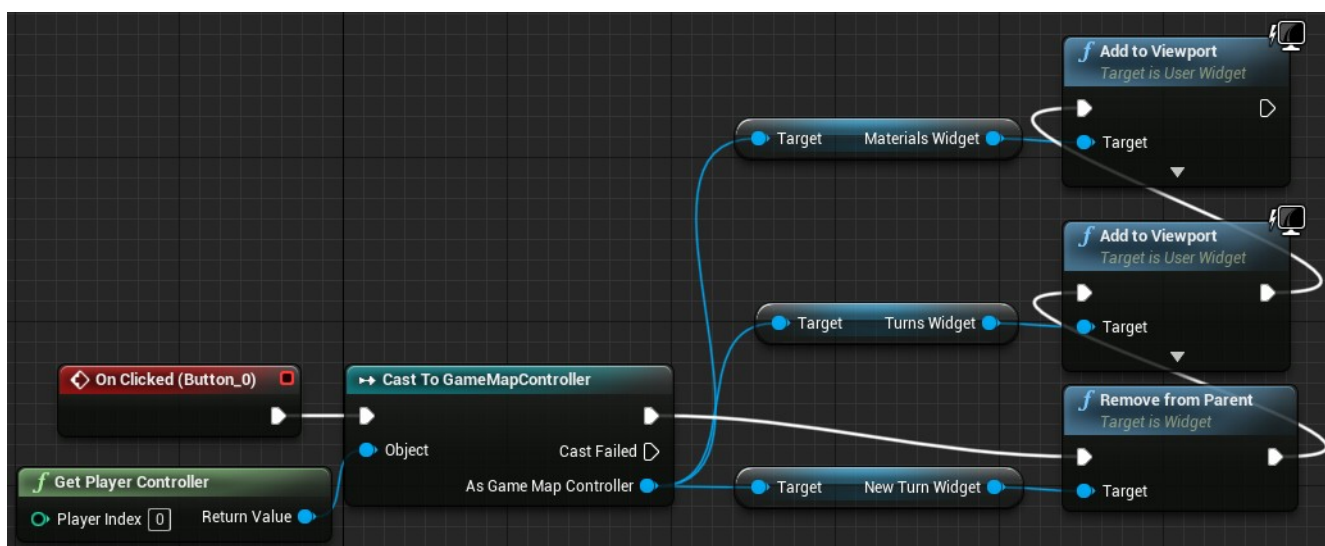 f Add to Viewport
Target is User Widget
Target
Target Materials Widget
f Add to Viewport
Target is User Widget
Target
Target Turns Widget
On Clicked (Button_0)
Cast To GameMapController
Object Cast Failed
As Game Map Controller
f Get Player Controller
Player Index 0 Return Value
Target New Turn Widget
f Remove from Parent
Target is Widget
Target